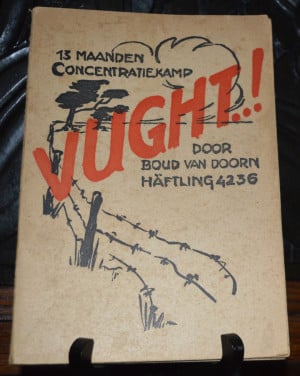 13 MAANDEN
CONCENTRATIEKAMP
VUGHT..!
DOOR
BOUD VAN DOORN
HÄFTLING 4236